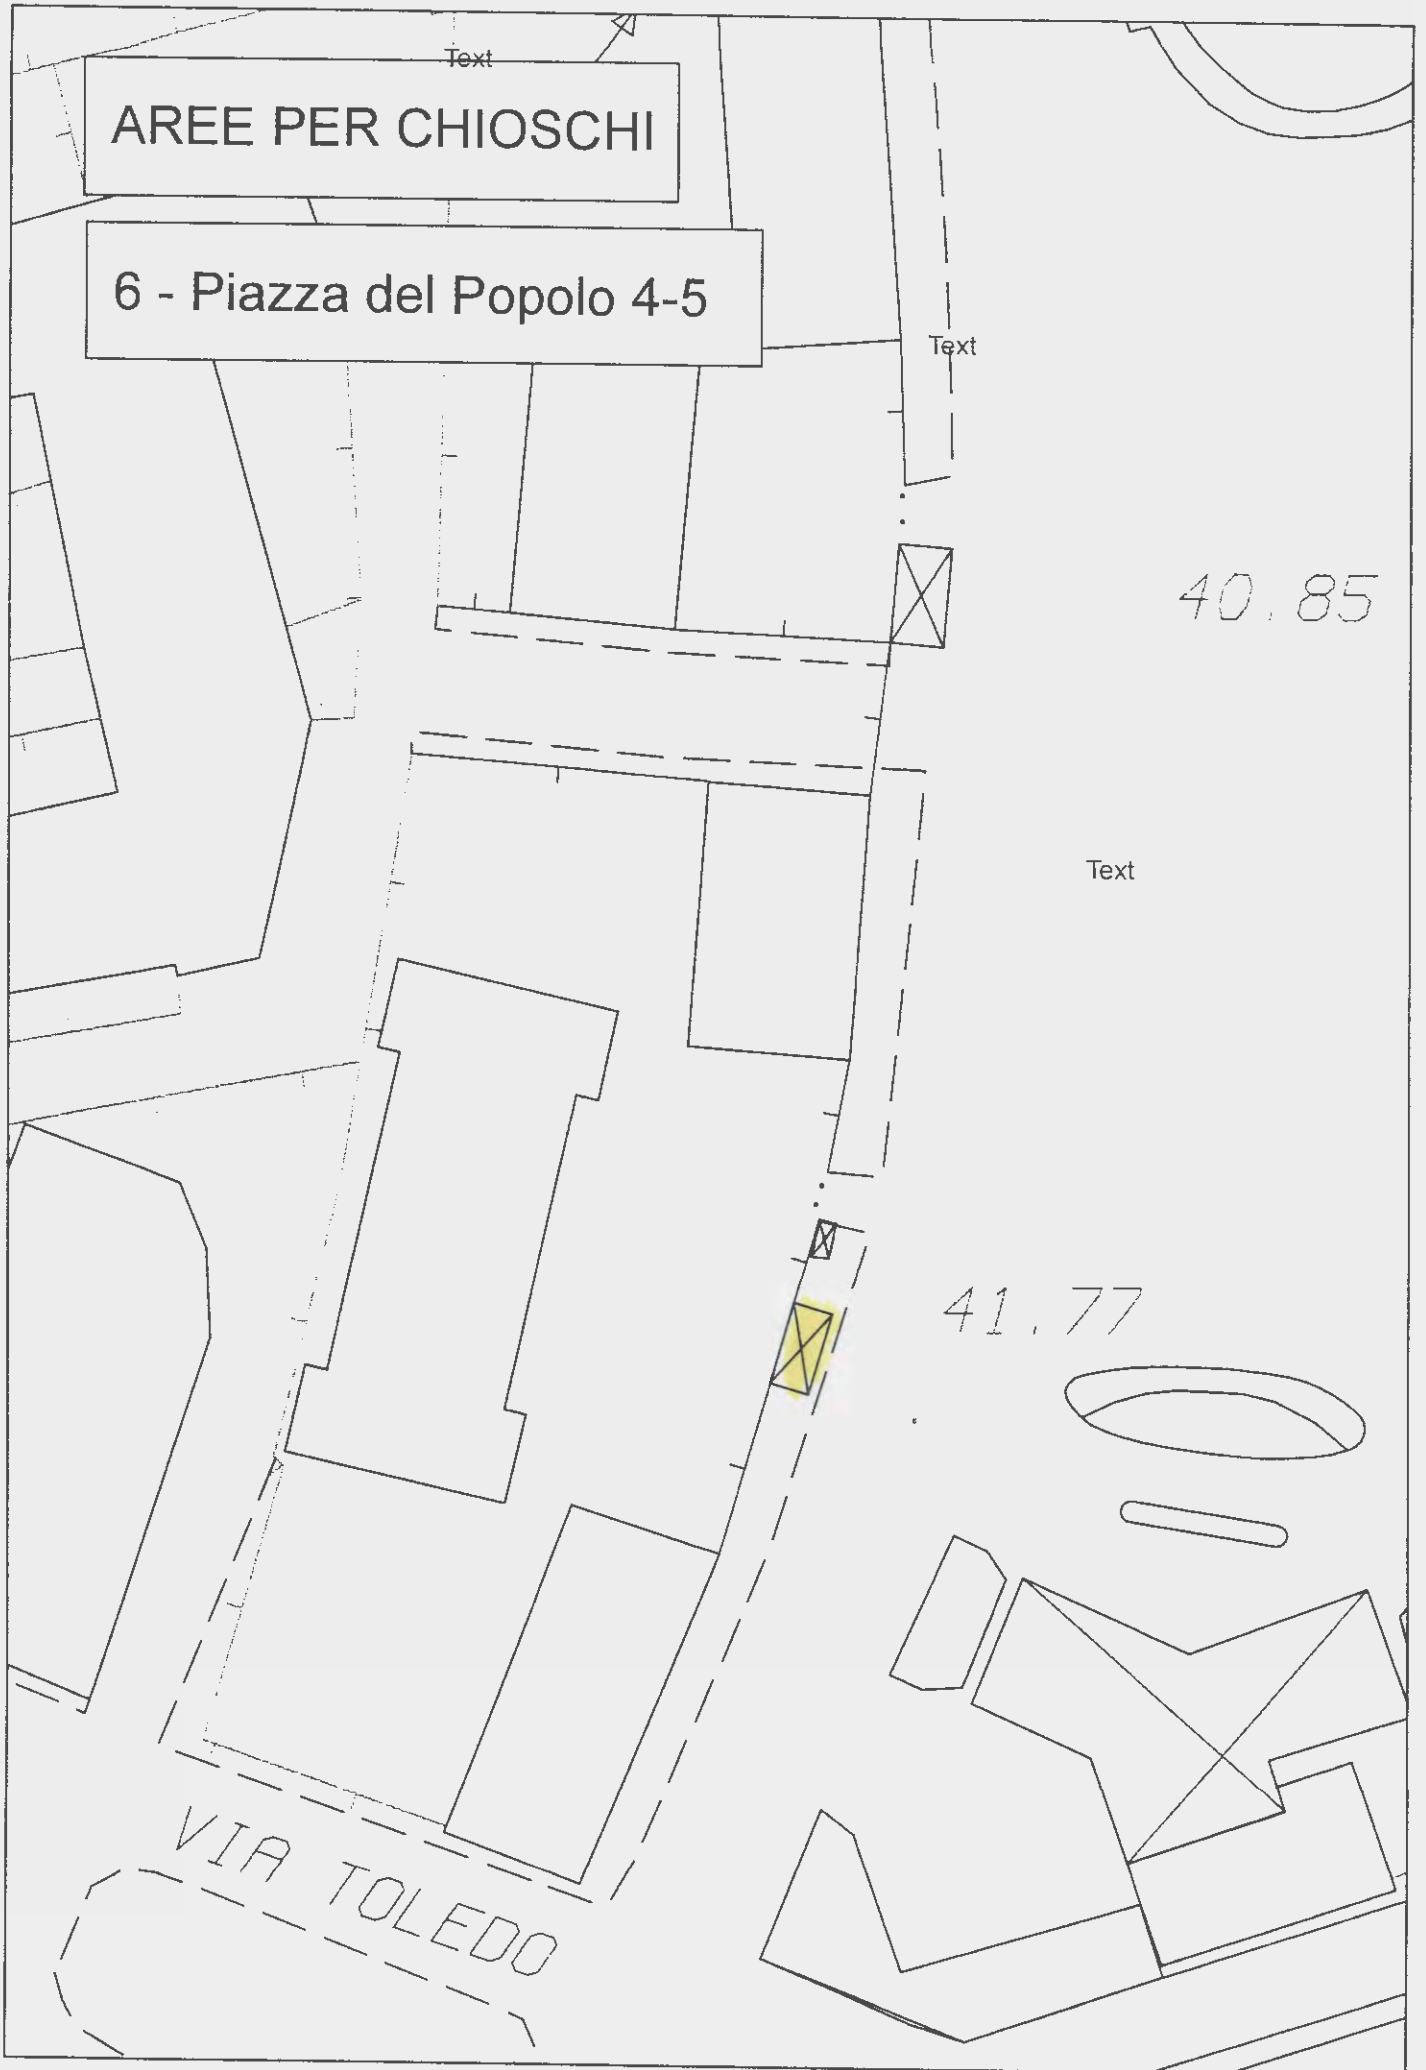 Text
AREE PER CHIOSCHI
6 - Piazza del Popolo 4-5
Text
40.85
Text
41.77
VIA TOLEDO